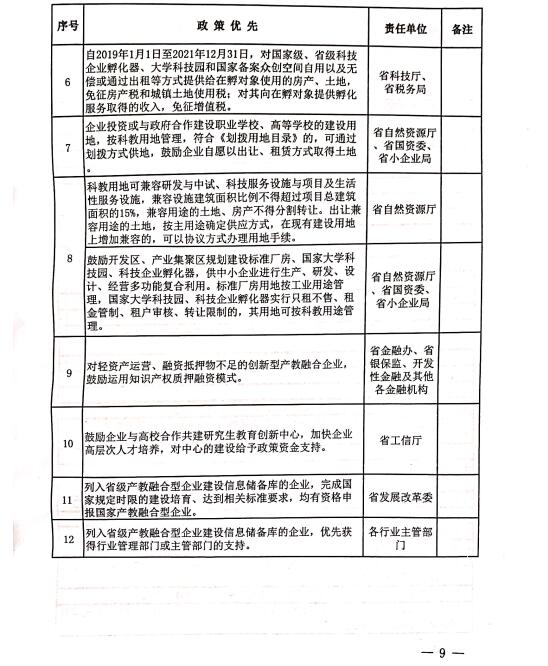 序号 政策优先 责任单位 备注
6
自2019年1月1日至2021年12月31日，对国家级、省级科技
企业孵化器、大学科技园和国家备案众创空间自用以及无
偿或通过出租等方式提供给在孵对象使用的房产、土地，
免征房产税和城镇土地使用税；对其向在孵对象提供孵化
服务取得的收入，免征增值税。
省科技厅、
省税务局
7
企业投资或与政府合作建设职业学校、高等学校的建设用
地，按科教用地管理，符合《划拨用地目录》的，可通过
划拨方式供地，鼓励企业自愿以出让、租赁方式取得土地
。
省自然资源厅
、省国资委、
省小企业局
8
科教用地可兼容研发与中试、科技服务设施与项目及生活
性服务设施，兼容设施建筑面积比例不得超过项目总建筑
面积的15%，兼容用途的土地、房产不得分割转让。出让兼
容用途的土地，按主用途确定供应方式，在现有建设用地
上增加兼容的，可以协议方式办理用地手续。
省自然资源厅
鼓励开发区、产业集聚区规划建设标准厂房、国家大学科
技园、科技企业孵化器，供中小企业进行生产、研发、设
计、经营多功能复合利用。标准厂房用地按工业用途管
理，国家大学科技园、科技企业孵化器实行只租不售、租
金管制、租户审核、转让限制的，其用地可按科教用途管
理。
省自然资源厅
、省国资委、
省小企业局
9
对轻资产运营、融资抵押物不足的创新型产教融合企业，
鼓励运用知识产权质押融资模式。
省金融办、省
银保监、开发
性金融及其他
各金融机构
10
鼓励企业与高校合作共建研究生教育创新中心，加快企业
高层次人才培养，对中心的建设给予政策资金支持。
省工信厅
11
列入省级产教融合型企业建设信息储备库的企业，完成国
家规定时限的建设培育、达到相关标准要求，均有资格申
报国家产教融合型企业。
省发展改革委
12
列入省级产教融合型企业建设信息储备库的企业，优先获
得行业管理部门或主管部门的支持。
各行业主管部
门
— 9 —